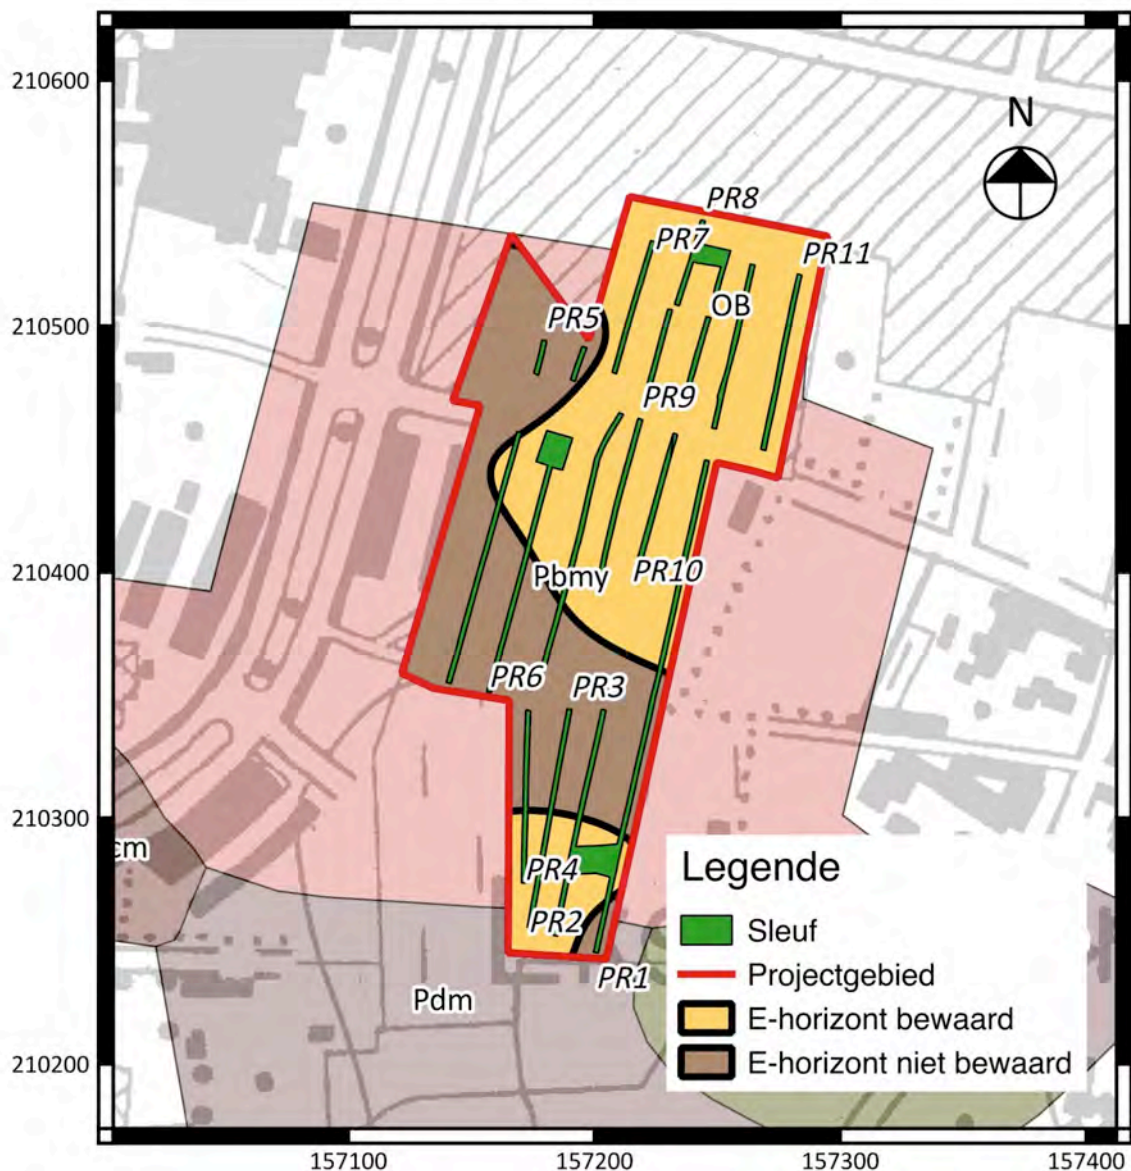 210600
N
PR8
PR7
PR11
OB
210500
PR5
PR9
210400
Pbmy
PR10
PR6
PR3
210300
cm
Legende
PR4
Sleuf
PR2
Projectgebied
PR1
Pdm
E-horizont bewaard
E-horizont niet bewaard
210200
157100
157200
157300
157400